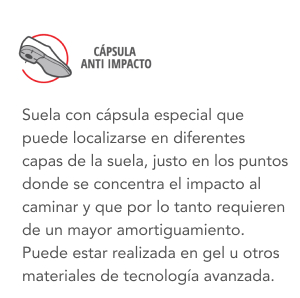 CÁPSULA
ANTI IMPACTO
Suela con cápsula especial que
puede localizarse en diferentes
capas de la suela, justo en los puntos
donde se concentra el impacto al
caminar y que por lo tanto requieren
de un mayor amortiguamiento.
Puede estar realizada en gel u otros
materiales de tecnología avanzada.